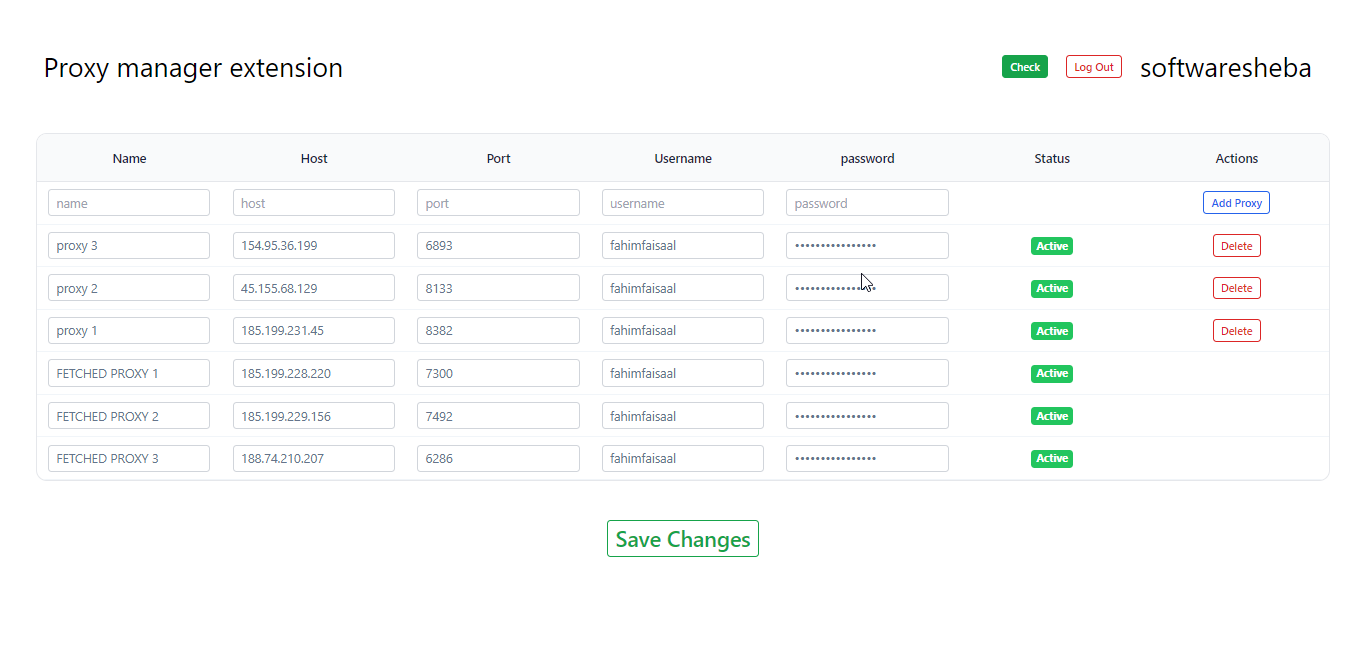 Proxy manager extension Check Log Out softwaresheba
Name Host Port Username password Status Actions
name host port username password Add Proxy
proxy 3 154.95.36.199 6893 fahimfaisaal •••••••••••••••• Active Delete
proxy 2 45.155.68.129 8133 fahimfaisaal •••••••••••••••• Active Delete
proxy 1 185.199.231.45 8382 fahimfaisaal •••••••••••••••• Active Delete
FETCHED PROXY 1 185.199.228.220 7300 fahimfaisaal •••••••••••••••• Active
FETCHED PROXY 2 185.199.229.156 7492 fahimfaisaal •••••••••••••••• Active
FETCHED PROXY 3 188.74.210.207 6286 fahimfaisaal •••••••••••••••• Active
Save Changes